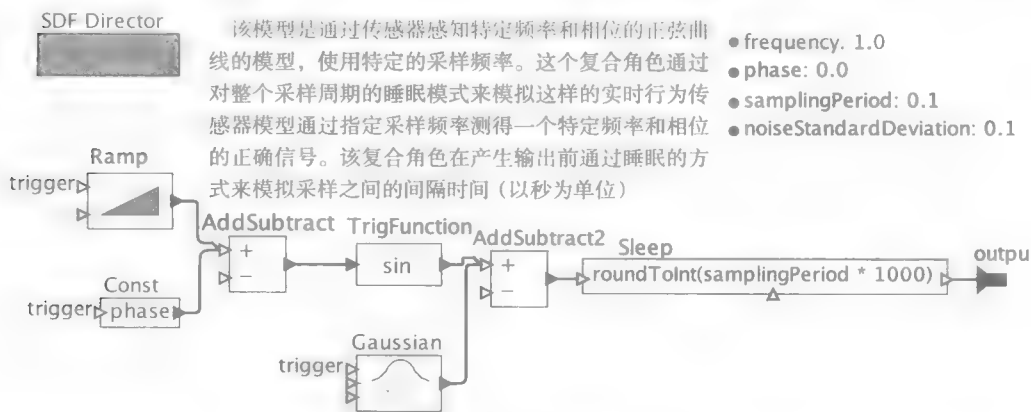 SDF Director
该模型是通过传感器感知特定频率和相位的正弦曲
线的模型，使用特定的采样频率。这个复合角色通过
对整个采样周期的睡眠模式来模拟这样的实时行为传
感器模型通过指定采样频率测得一个特定频率和相位
的正确信号。该复合角色在产生输出前通过睡眠的方
式来模拟采样之间的间隔时间（以秒为单位）
frequency. 1.0
phase: 0.0
samplingPeriod: 0.1
noiseStandardDeviation: 0.1
Ramp
trigger
AddSubtract
+
−
TrigFunction
sin
AddSubtract2
+
−
Sleep
roundToInt(samplingPeriod * 1000)
outpu
Const
trigger
phase
Gaussian
trigger